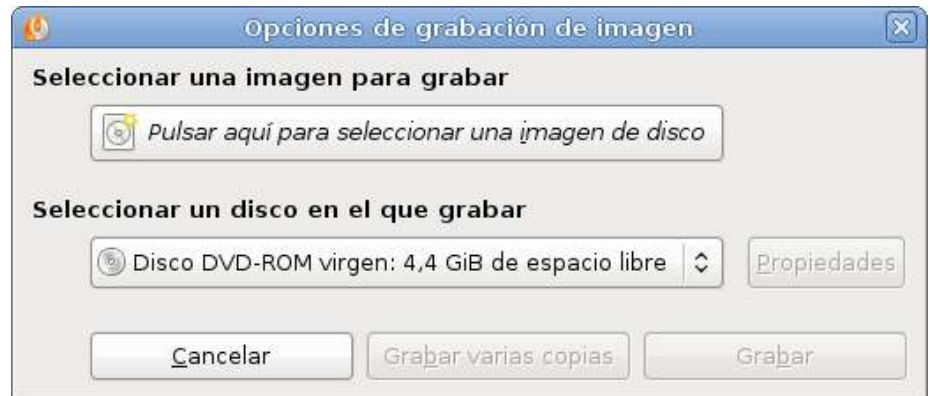 Opciones de grabación de imagen
Seleccionar una imagen para grabar
Pulsar aquí para seleccionar una imagen de disco
Seleccionar un disco en el que grabar
Disco DVD-ROM virgen: 4,4 GiB de espacio libre
Propiedades
Cancelar
Grabar varias copias
Grabar